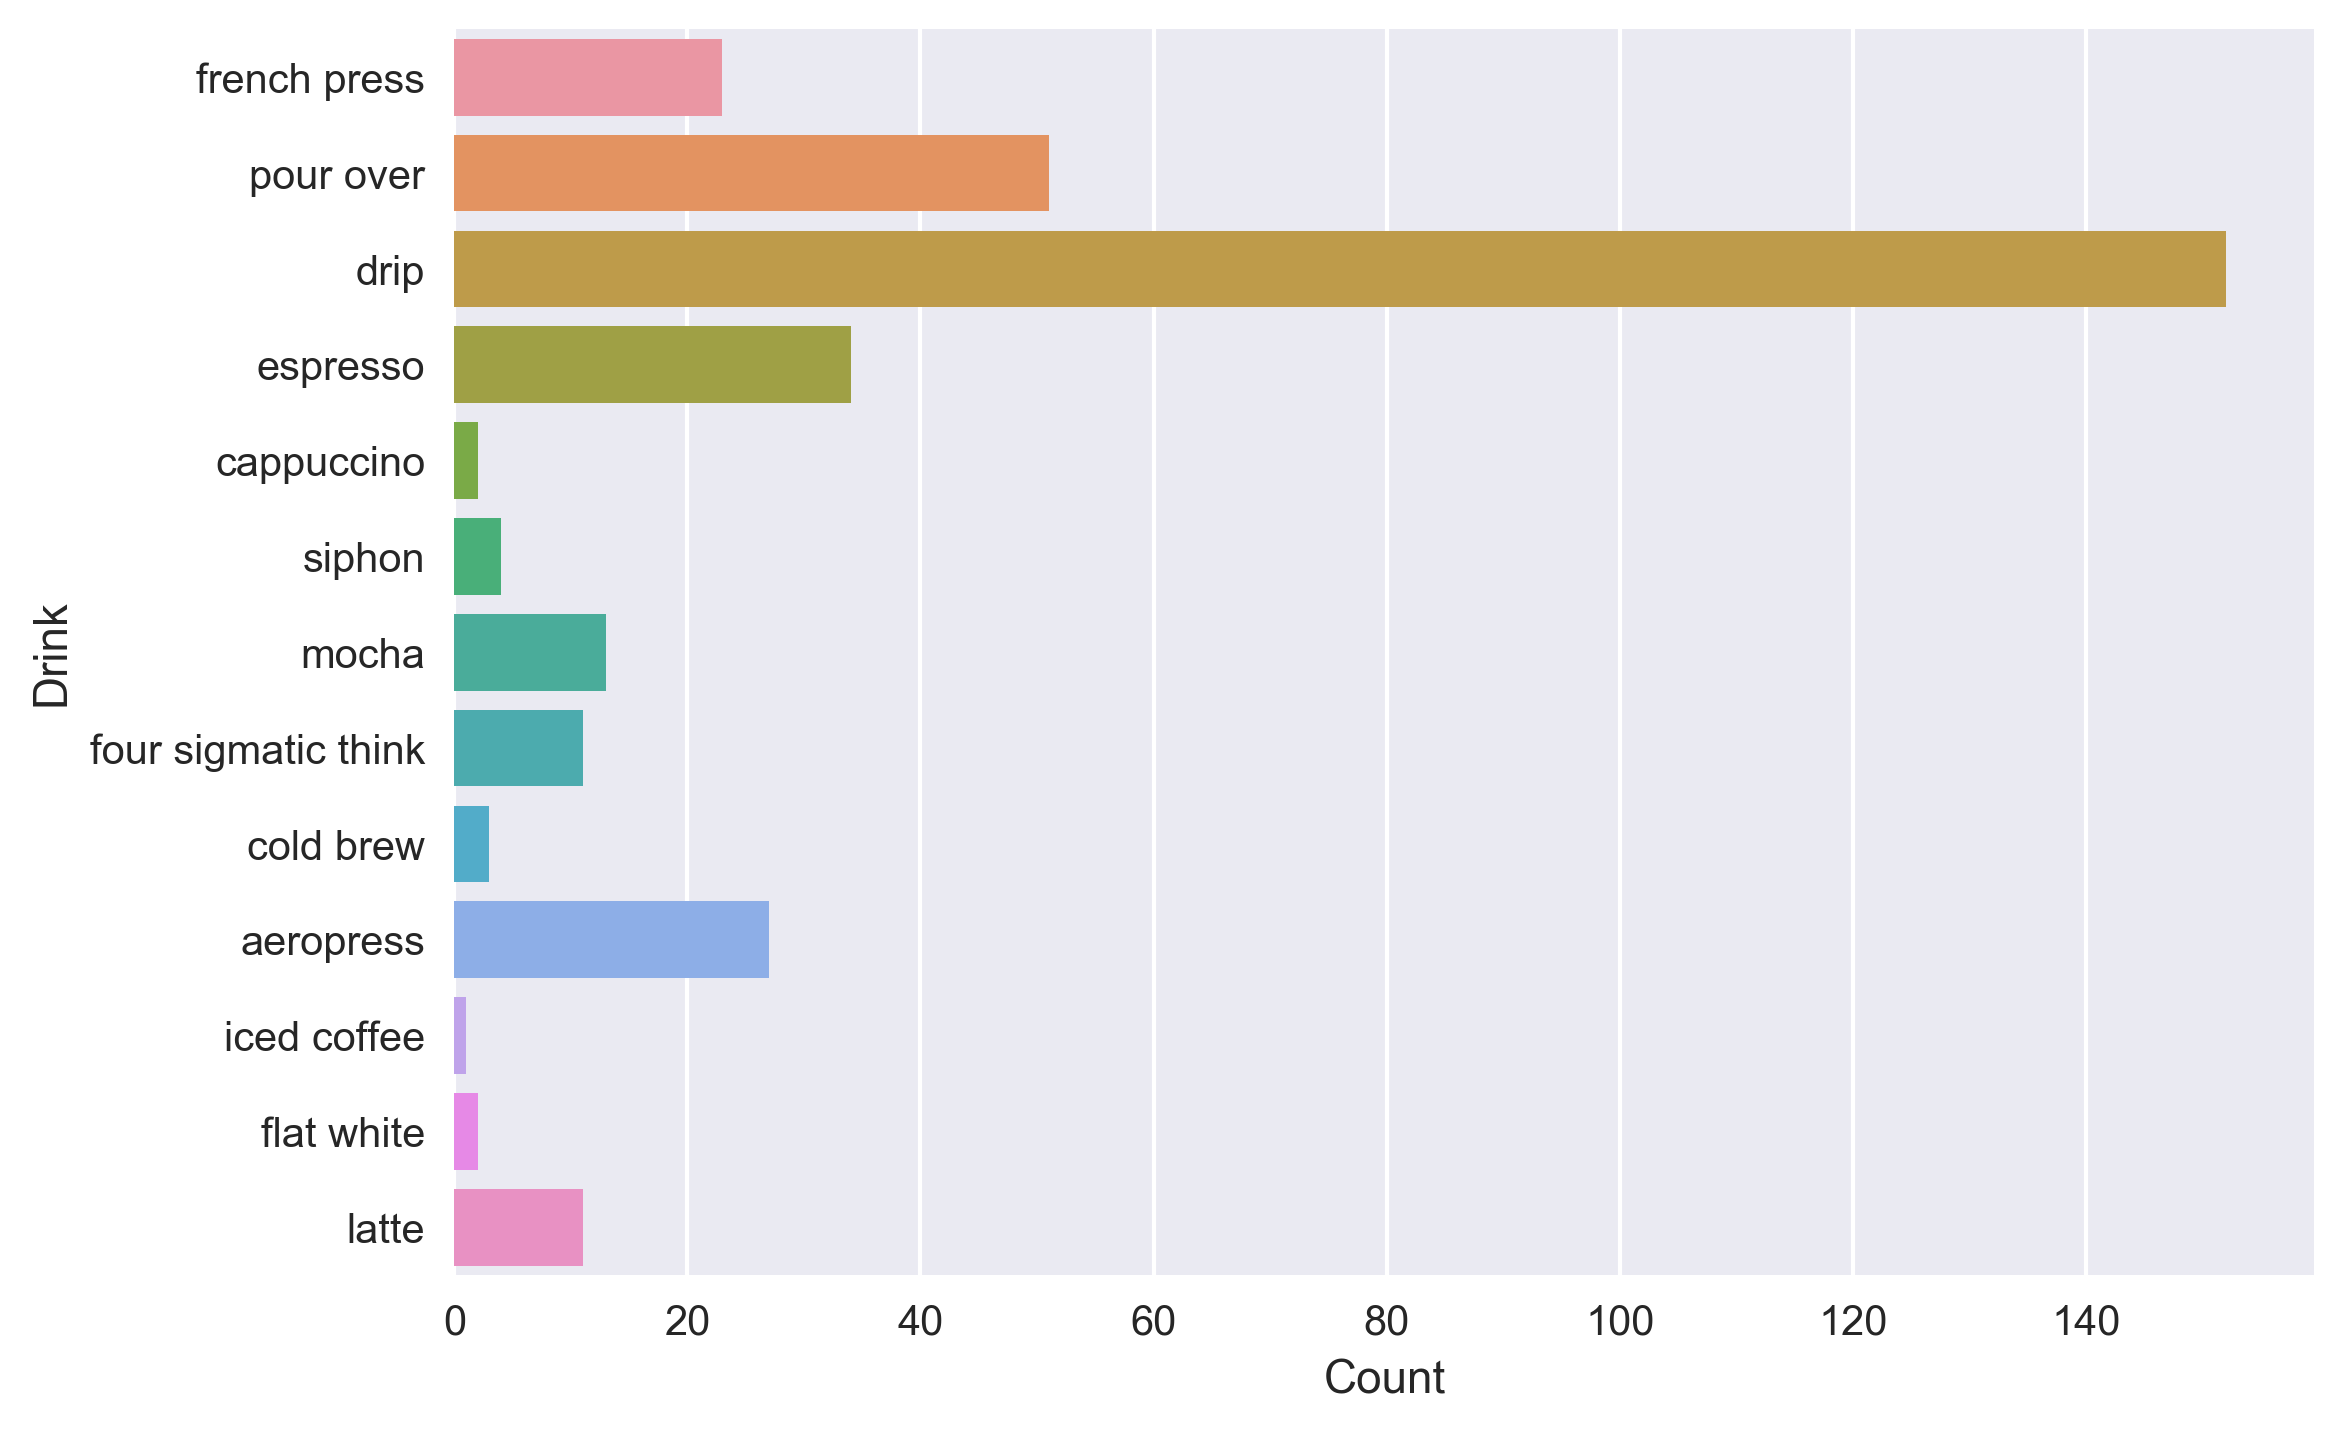 french press
pour over
drip
espresso
cappuccino
siphon
mocha
four sigmatic think
cold brew
aeropress
iced coffee
flat white
latte
Drink
0 20 40 60 80 100 120 140
Count